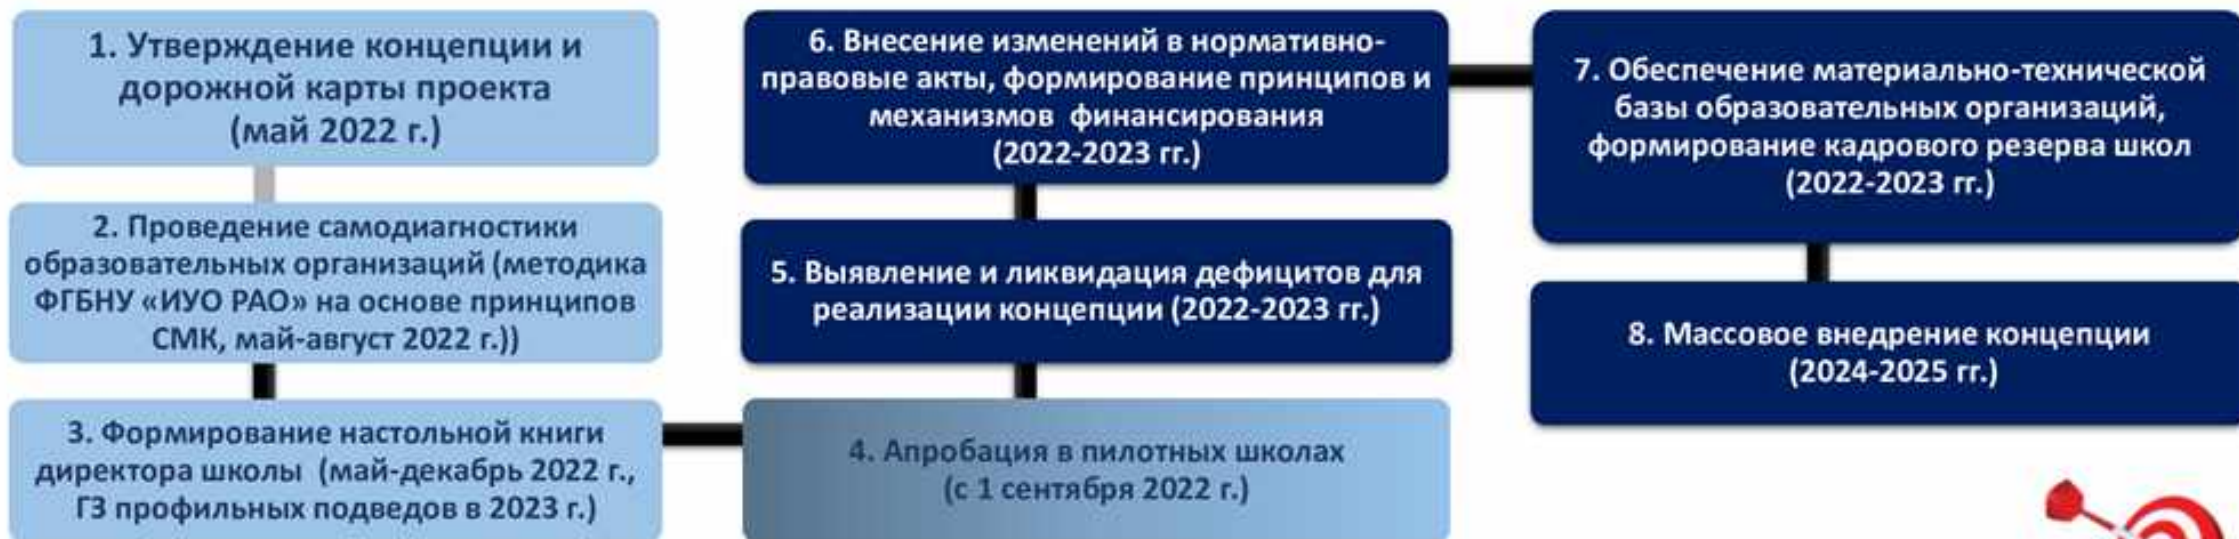 1. Утверждение концепции и
дорожной карты проекта
(май 2022 г.)
2. Проведение самодиагностики
образовательных организаций (методика
ФГБНУ «ИУО РАО» на основе принципов
СМК, май-август 2022 г.))
3. Формирование настольной книги
директора школы (май-декабрь 2022 г.,
ГЗ профильных подведов в 2023 г.)
4. Апробация в пилотных школах
(с 1 сентября 2022 г.)
5. Выявление и ликвидация дефицитов для
реализации концепции (2022-2023 гг.)
6. Внесение изменений в нормативно-
правовые акты, формирование принципов и
механизмов финансирования
(2022-2023 гг.)
7. Обеспечение материально-технической
базы образовательных организаций,
формирование кадрового резерва школ
(2022-2023 гг.)
8. Массовое внедрение концепции
(2024-2025 гг.)